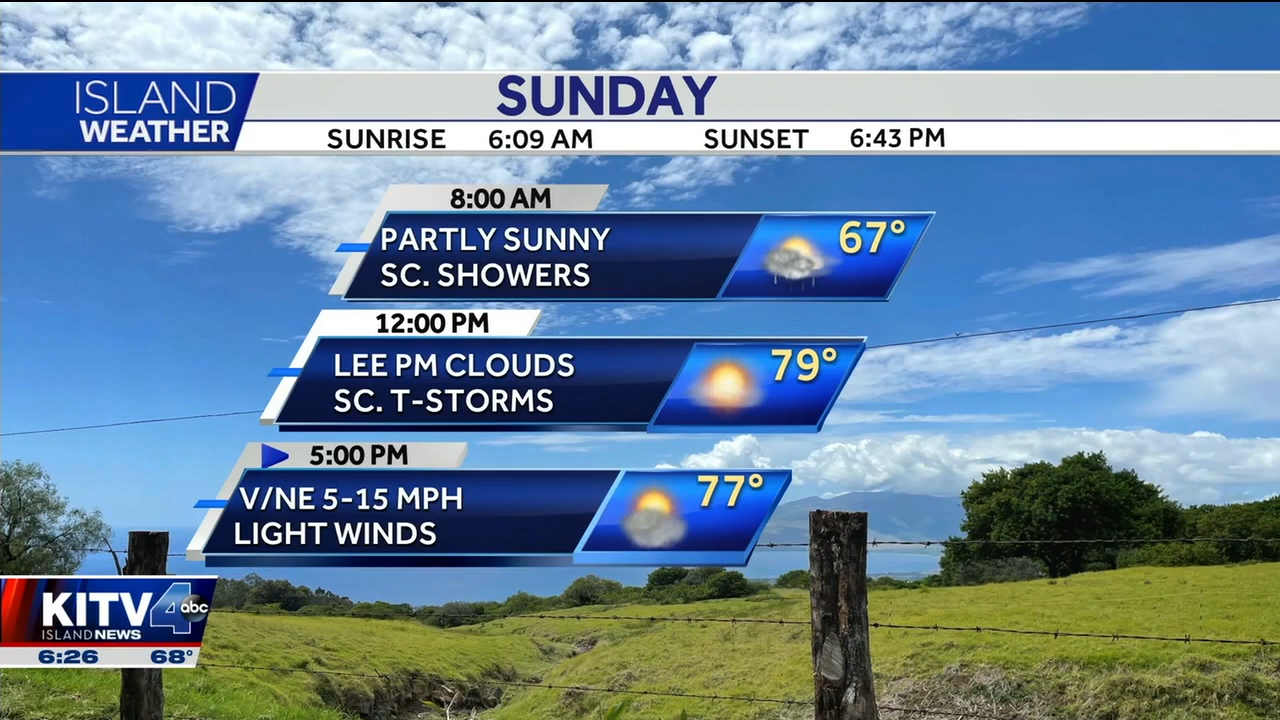 ISLAND
WEATHER
SUNDAY
SUNRISE 6:09 AM SUNSET 6:43 PM
8:00 AM
PARTLY SUNNY
SC. SHOWERS
67°
12:00 PM
LEE PM CLOUDS
SC. T-STORMS
79°
5:00 PM
V/NE 5-15 MPH
LIGHT WINDS
77°
KITV4 abc
ISLAND NEWS
6:26 68°